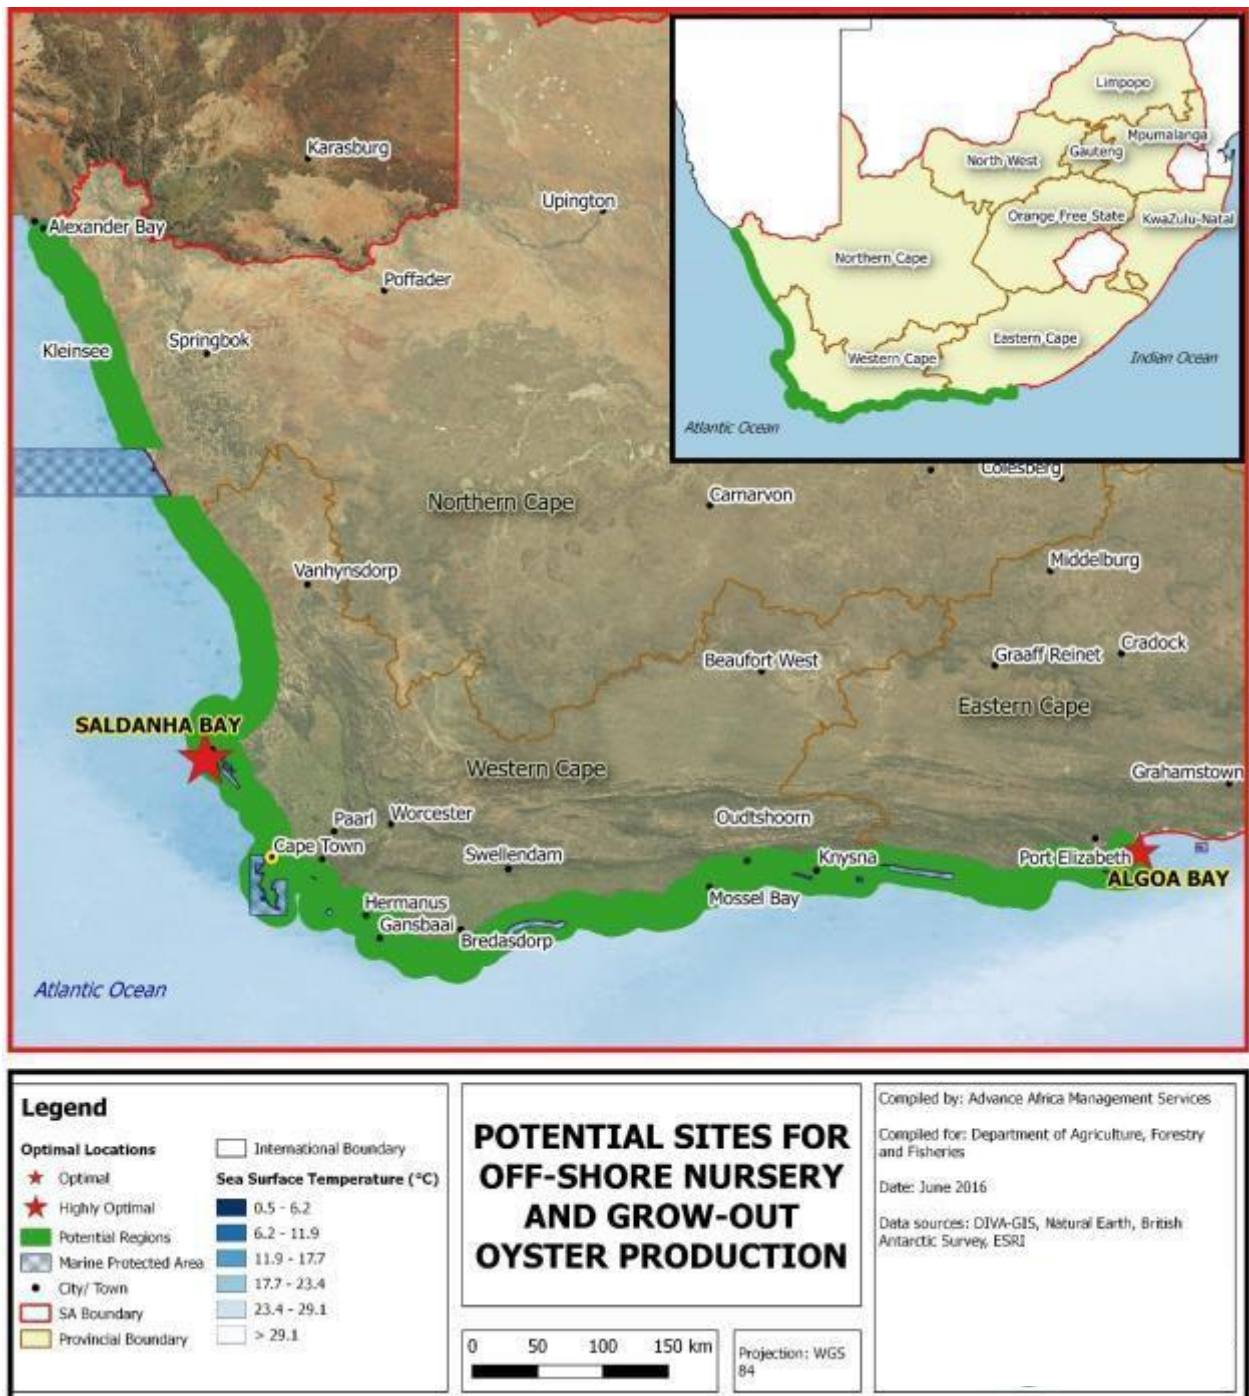 Karasburg
Upington
Alexander Bay
Poffader
Kleinsee
Springbok
Northern Cape
Carnarvon
Colesberg
Vanhynsdorp
Middelburg
Beaufort West
Graaff Reinet
Cradock
Eastern Cape
SALDANHA BAY
Western Cape
Grahamstown
Paarl
Worcester
Oudtshoorn
Cape Town
Swellendam
Knysna
Port Elizabeth
ALGOA BAY
Hermanus
Mossel Bay
Gansbaal
Bredasdorp
Atlantic Ocean
Limpopo
Mpumalanga
North West
Gauteng
Orange Free State
KwaZulu-Natal
Northern Cape
Eastern Cape
Western Cape
Indian Ocean
Atlantic Ocean
Legend
Optimal Locations
Optimal
Highly Optimal
Potential Regions
Marine Protected Area
City/ Town
SA Boundary
Provincial Boundary
International Boundary
Sea Surface Temperature (°C)
0.5 - 6.2
6.2 - 11.9
11.9 - 17.7
17.7 - 23.4
23.4 - 29.1
> 29.1
POTENTIAL SITES FOR
OFF-SHORE NURSERY
AND GROW-OUT
OYSTER PRODUCTION
0 50 100 150 km
Projection: WGS
84
Compiled by: Advance Africa Management Services
Compiled for: Department of Agriculture, Forestry
and Fisheries
Date: June 2016
Data sources: DIVA-GIS, Natural Earth, British
Antarctic Survey, ESRI